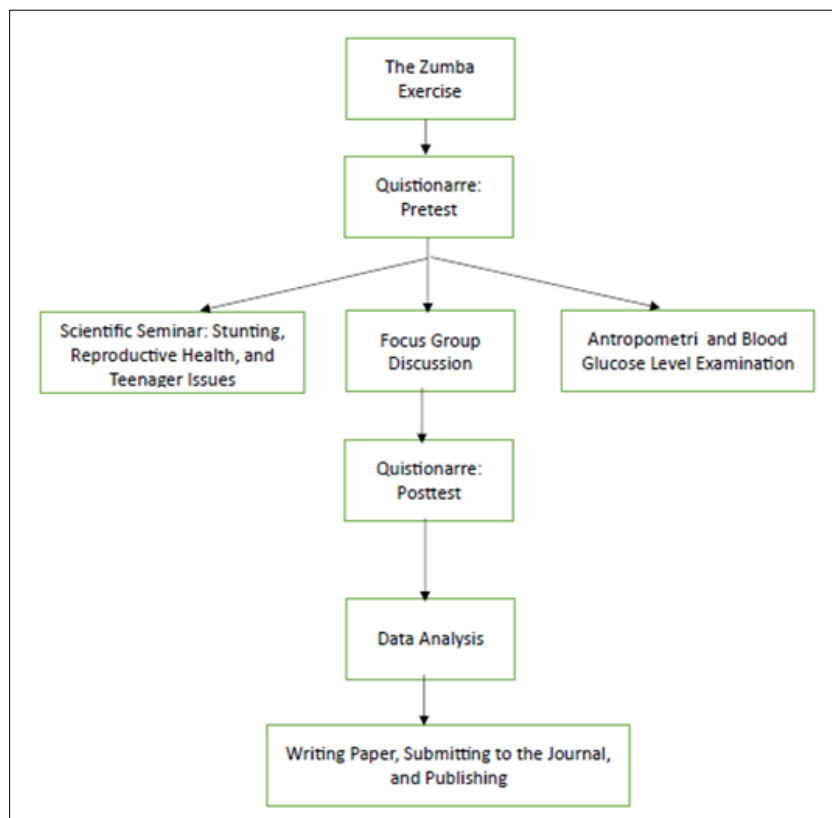 The Zumba
Exercise
Quistionarre:
Pretest
Scientific Seminar: Stunting,
Reproductive Health, and
Teenager Issues
Focus Group
Discussion
Antropometri and Blood
Glucose Level Examination
Quistionarre:
Posttest
Data Analysis
Writing Paper, Submitting to the Journal,
and Publishing